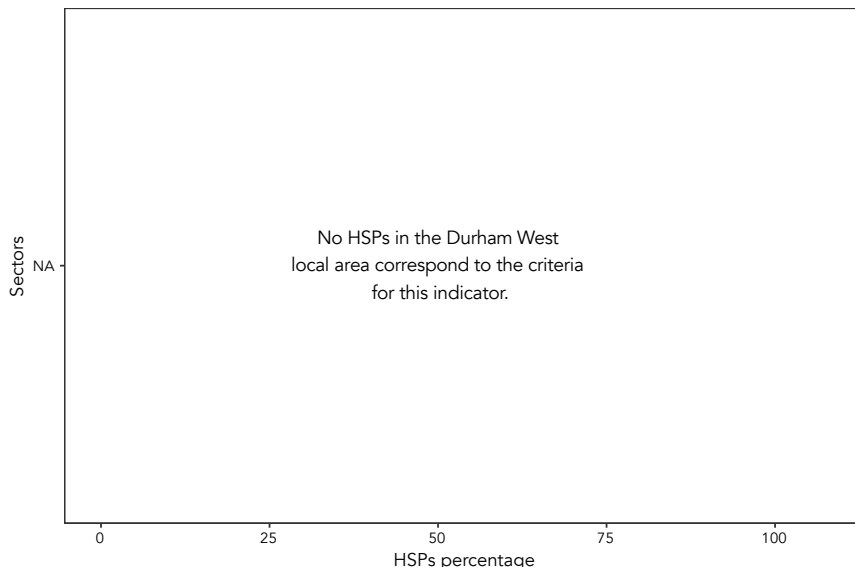 No HSPs in the Durham West
local area correspond to the criteria
for this indicator.
Sectors
NA
0 25 50 75 100
HSPs percentage